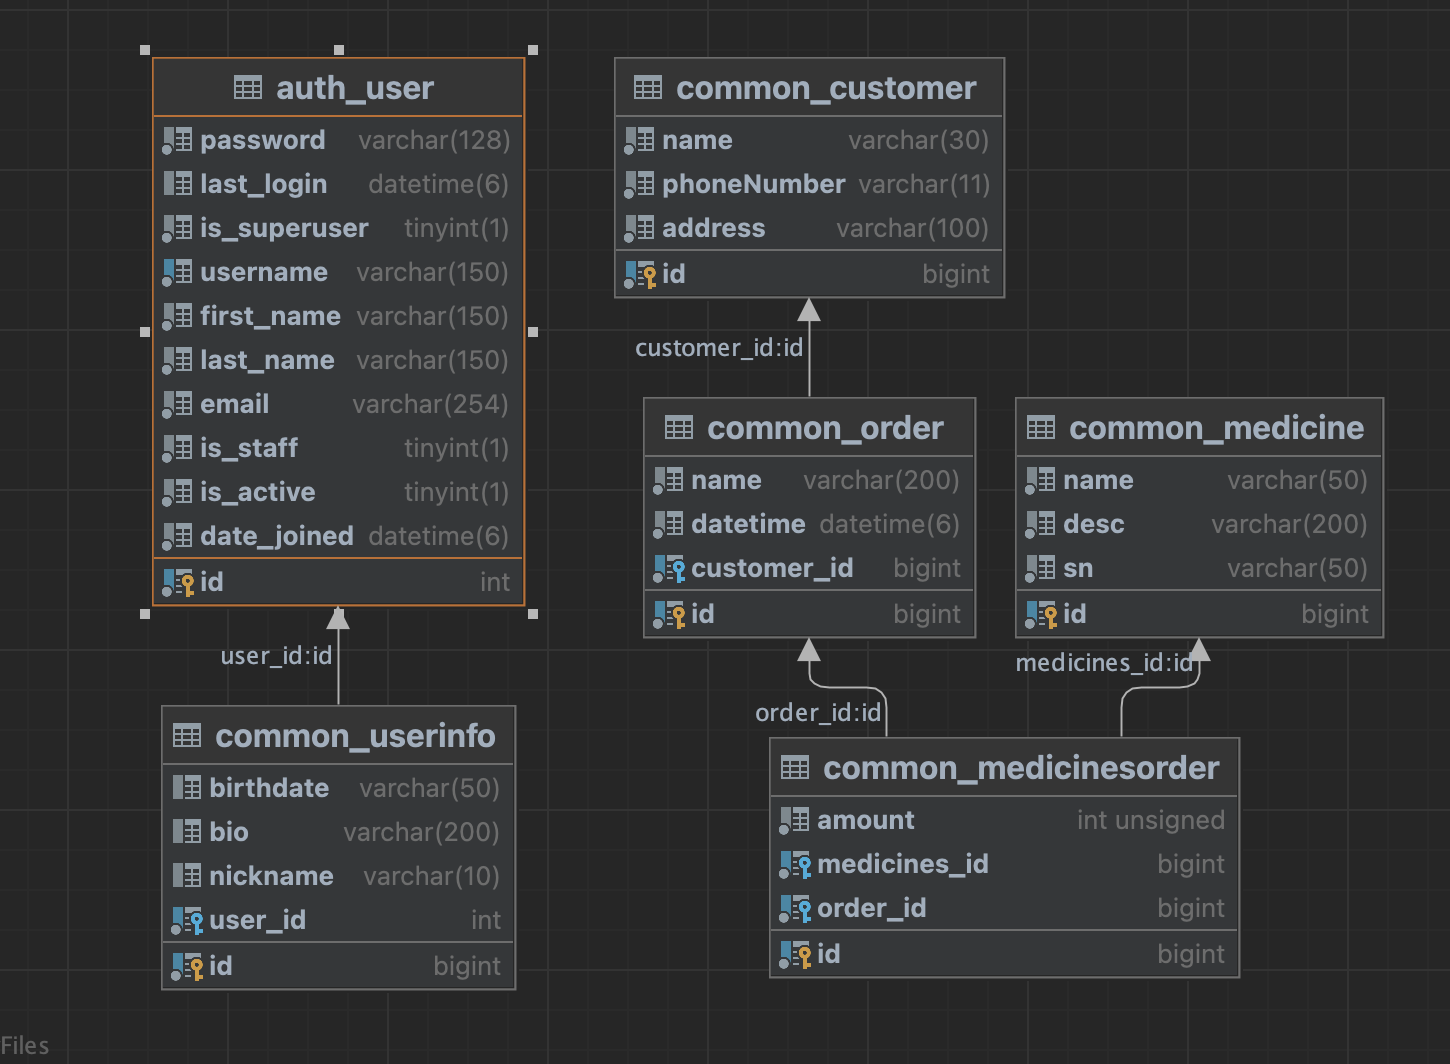 auth_user
password varchar(128)
last_login datetime(6)
is_superuser tinyint(1)
username varchar(150)
first_name varchar(150)
last_name varchar(150)
email varchar(254)
is_staff tinyint(1)
is_active tinyint(1)
date_joined datetime(6)
id int
user_id:id
common_userinfo
birthdate varchar(50)
bio varchar(200)
nickname varchar(10)
user_id int
id bigint
common_customer
name varchar(30)
phoneNumber varchar(11)
address varchar(100)
id bigint
customer_id:id
common_order
name varchar(200)
datetime datetime(6)
customer_id bigint
id bigint
common_medicine
name varchar(50)
desc varchar(200)
sn varchar(50)
id bigint
medicines_id:id
order_id:id
common_medicinesorder
amount int unsigned
medicines_id bigint
order_id bigint
id bigint
Files